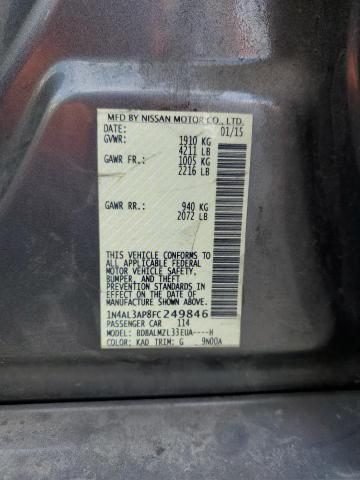 MFD BY NISSAN MOTOR CO., LTD.
DATE: 01/15
GVWR: 1910 KG
4211 LB
GAWR FR.: 1005 KG
2216 LB
GAWR RR.: 940 KG
2072 LB
THIS VEHICLE CONFORMS TO
ALL APPLICABLE FEDERAL
MOTOR VEHICLE SAFETY,
BUMPER, AND THEFT
PREVENTION STANDARDS IN
EFFECT ON THE DATE OF
MANUFACTURE SHOWN ABOVE.
1N4AL3AP8FC249846
PASSENGER CAR 114
MODEL: BDBALMZL33EUA----H
COLOR: KAD TRIM: G 9N00A